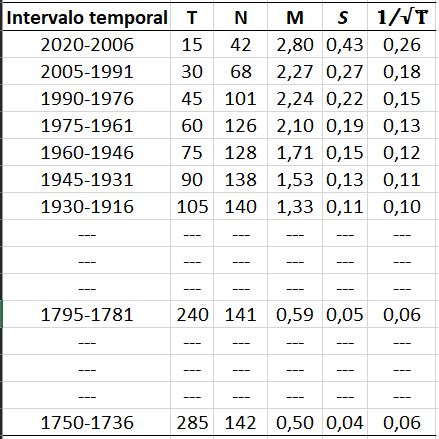 Intervalo temporal T N M S 1/√T
2020-2006 15 42 2,80 0,43 0,26
2005-1991 30 68 2,27 0,27 0,18
1990-1976 45 101 2,24 0,22 0,15
1975-1961 60 126 2,10 0,19 0,13
1960-1946 75 128 1,71 0,15 0,12
1945-1931 90 138 1,53 0,13 0,11
1930-1916 105 140 1,33 0,11 0,10
--- --- --- --- --- ---
--- --- --- --- --- ---
--- --- --- --- --- ---
1795-1781 240 141 0,59 0,05 0,06
--- --- --- --- --- ---
--- --- --- --- --- ---
--- --- --- --- --- ---
1750-1736 285 142 0,50 0,04 0,06